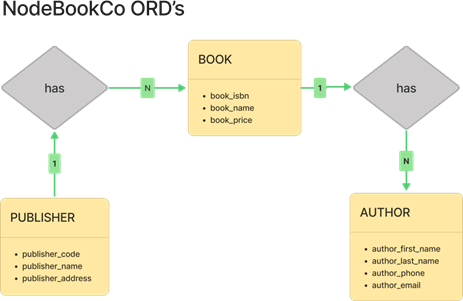 NodeBookCo ORD's
has
N
BOOK
• book_isbn
• book_name
• book_price
1
has
1
N
PUBLISHER
• publisher_code
• publisher_name
• publisher_address
AUTHOR
• author_first_name
• author_last_name
• author_phone
• author_email